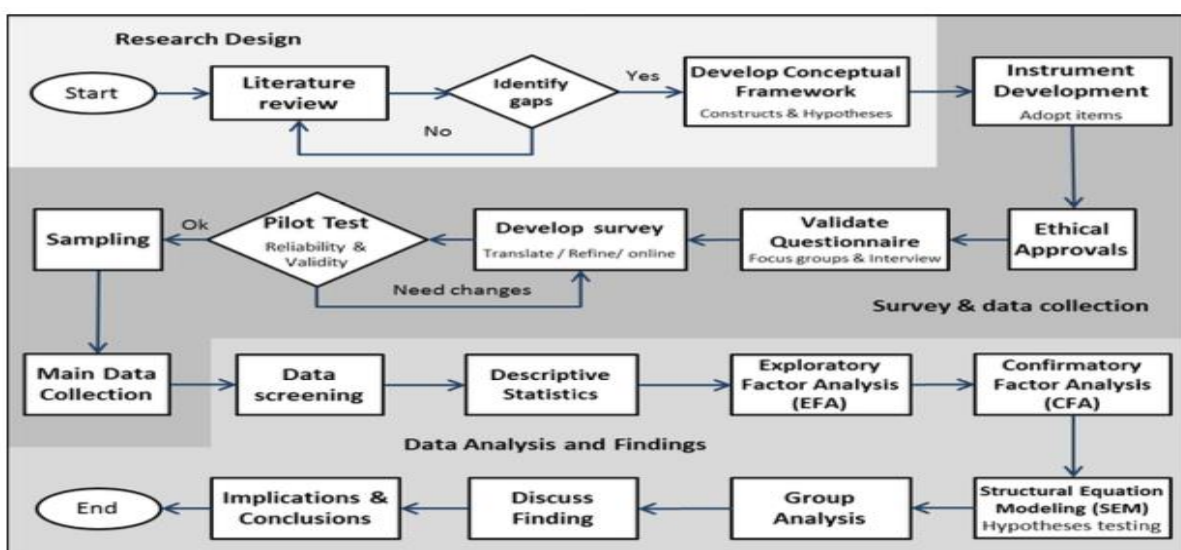 Research Design
Start
Literature
review
Identify
gaps
Yes
No
Develop Conceptual
Framework
Constructs & Hypotheses
Instrument
Development
Adopt items
Sampling
Ok
Pilot Test
Reliability &
Validity
Need changes
Develop survey
Translate / Refine/ online
Validate
Questionnaire
Focus groups & Interview
Ethical
Approvals
Survey & data collection
Main Data
Collection
Data
screening
Descriptive
Statistics
Exploratory
Factor Analysis
(EFA)
Confirmatory
Factor Analysis
(CFA)
Data Analysis and Findings
End
Implications &
Conclusions
Discuss
Finding
Group
Analysis
Structural Equation
Modeling (SEM)
Hypotheses testing